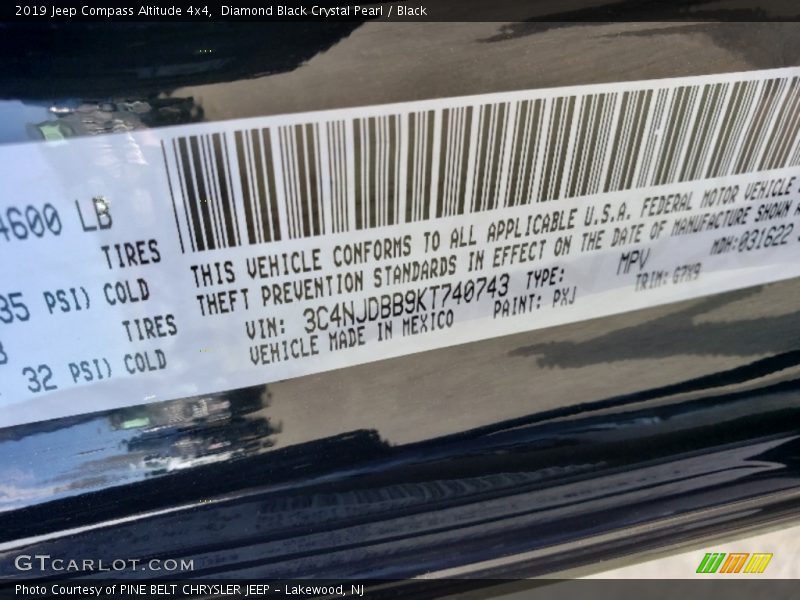 2019 Jeep Compass Altitude 4x4,  Diamond Black Crystal Pearl / Black
4600 LB
TIRES
35 PSI) COLD
TIRES
32 PSI) COLD
THIS VEHICLE CONFORMS TO ALL APPLICABLE U.S.A. FEDERAL MOTOR VEHICLE
THEFT PREVENTION STANDARDS IN EFFECT ON THE DATE OF MANUFACTURE SHOWN
VIN: 3C4NJDBB9KT740743 TYPE: MPV MDH:031622
VEHICLE MADE IN MEXICO PAINT: PXJ TRIM: G7X9
GTCARLOT.COM
Photo Courtesy of PINE BELT CHRYSLER JEEP - Lakewood, NJ